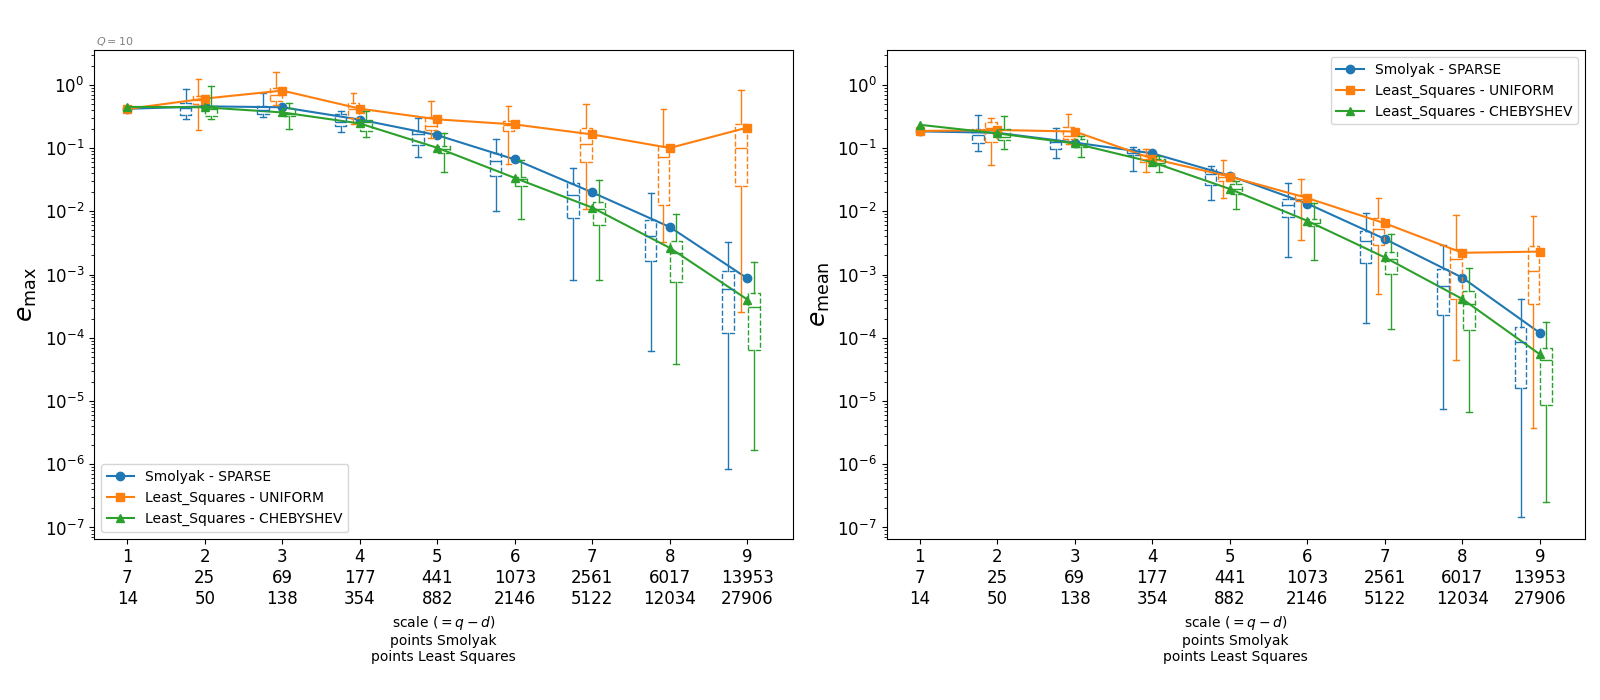 Q = 10
e_max
10^0
10^-1
10^-2
10^-3
10^-4
10^-5
10^-6
10^-7
Smolyak - SPARSE
Least_Squares - UNIFORM
Least_Squares - CHEBYSHEV
1 2 3 4 5 6 7 8 9
7 25 69 177 441 1073 2561 6017 13953
14 50 138 354 882 2146 5122 12034 27906
scale (= q − d)
points Smolyak
points Least Squares
e_mean
10^0
10^-1
10^-2
10^-3
10^-4
10^-5
10^-6
10^-7
Smolyak - SPARSE
Least_Squares - UNIFORM
Least_Squares - CHEBYSHEV
1 2 3 4 5 6 7 8 9
7 25 69 177 441 1073 2561 6017 13953
14 50 138 354 882 2146 5122 12034 27906
scale (= q − d)
points Smolyak
points Least Squares